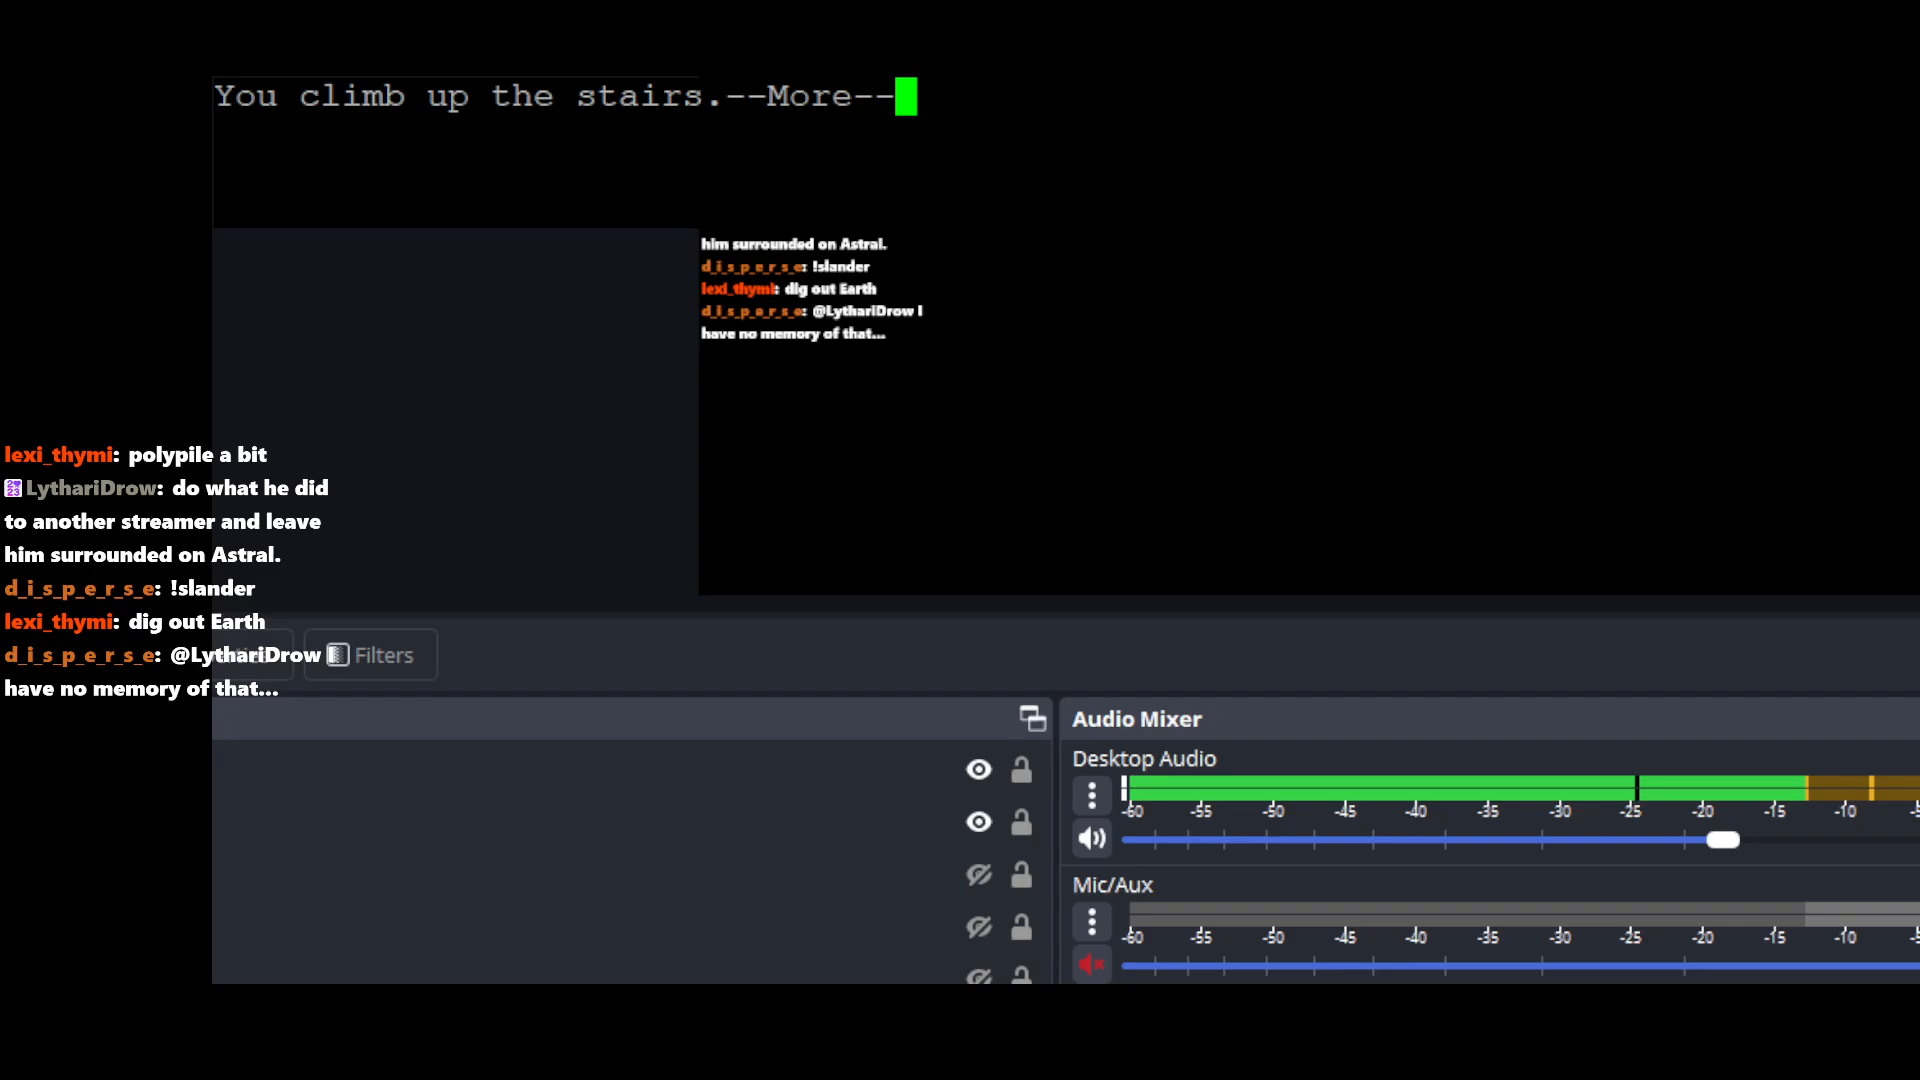 You climb up the stairs.--More--
him surrounded on Astral.
d_i_s_p_e_r_s_e: !slander
lexi_thymi: dig out Earth
d_i_s_p_e_r_s_e: @LythariDrow I
have no memory of that...
lexi_thymi: polypile a bit
LythariDrow: do what he did
to another streamer and leave
him surrounded on Astral.
d_i_s_p_e_r_s_e: !slander
lexi_thymi: dig out Earth
d_i_s_p_e_r_s_e: @LythariDrow
have no memory of that...
Filters
Audio Mixer
Desktop Audio
-60 -55 -50 -45 -40 -35 -30 -25 -20 -15 -10
Mic/Aux
-60 -55 -50 -45 -40 -35 -30 -25 -20 -15 -10